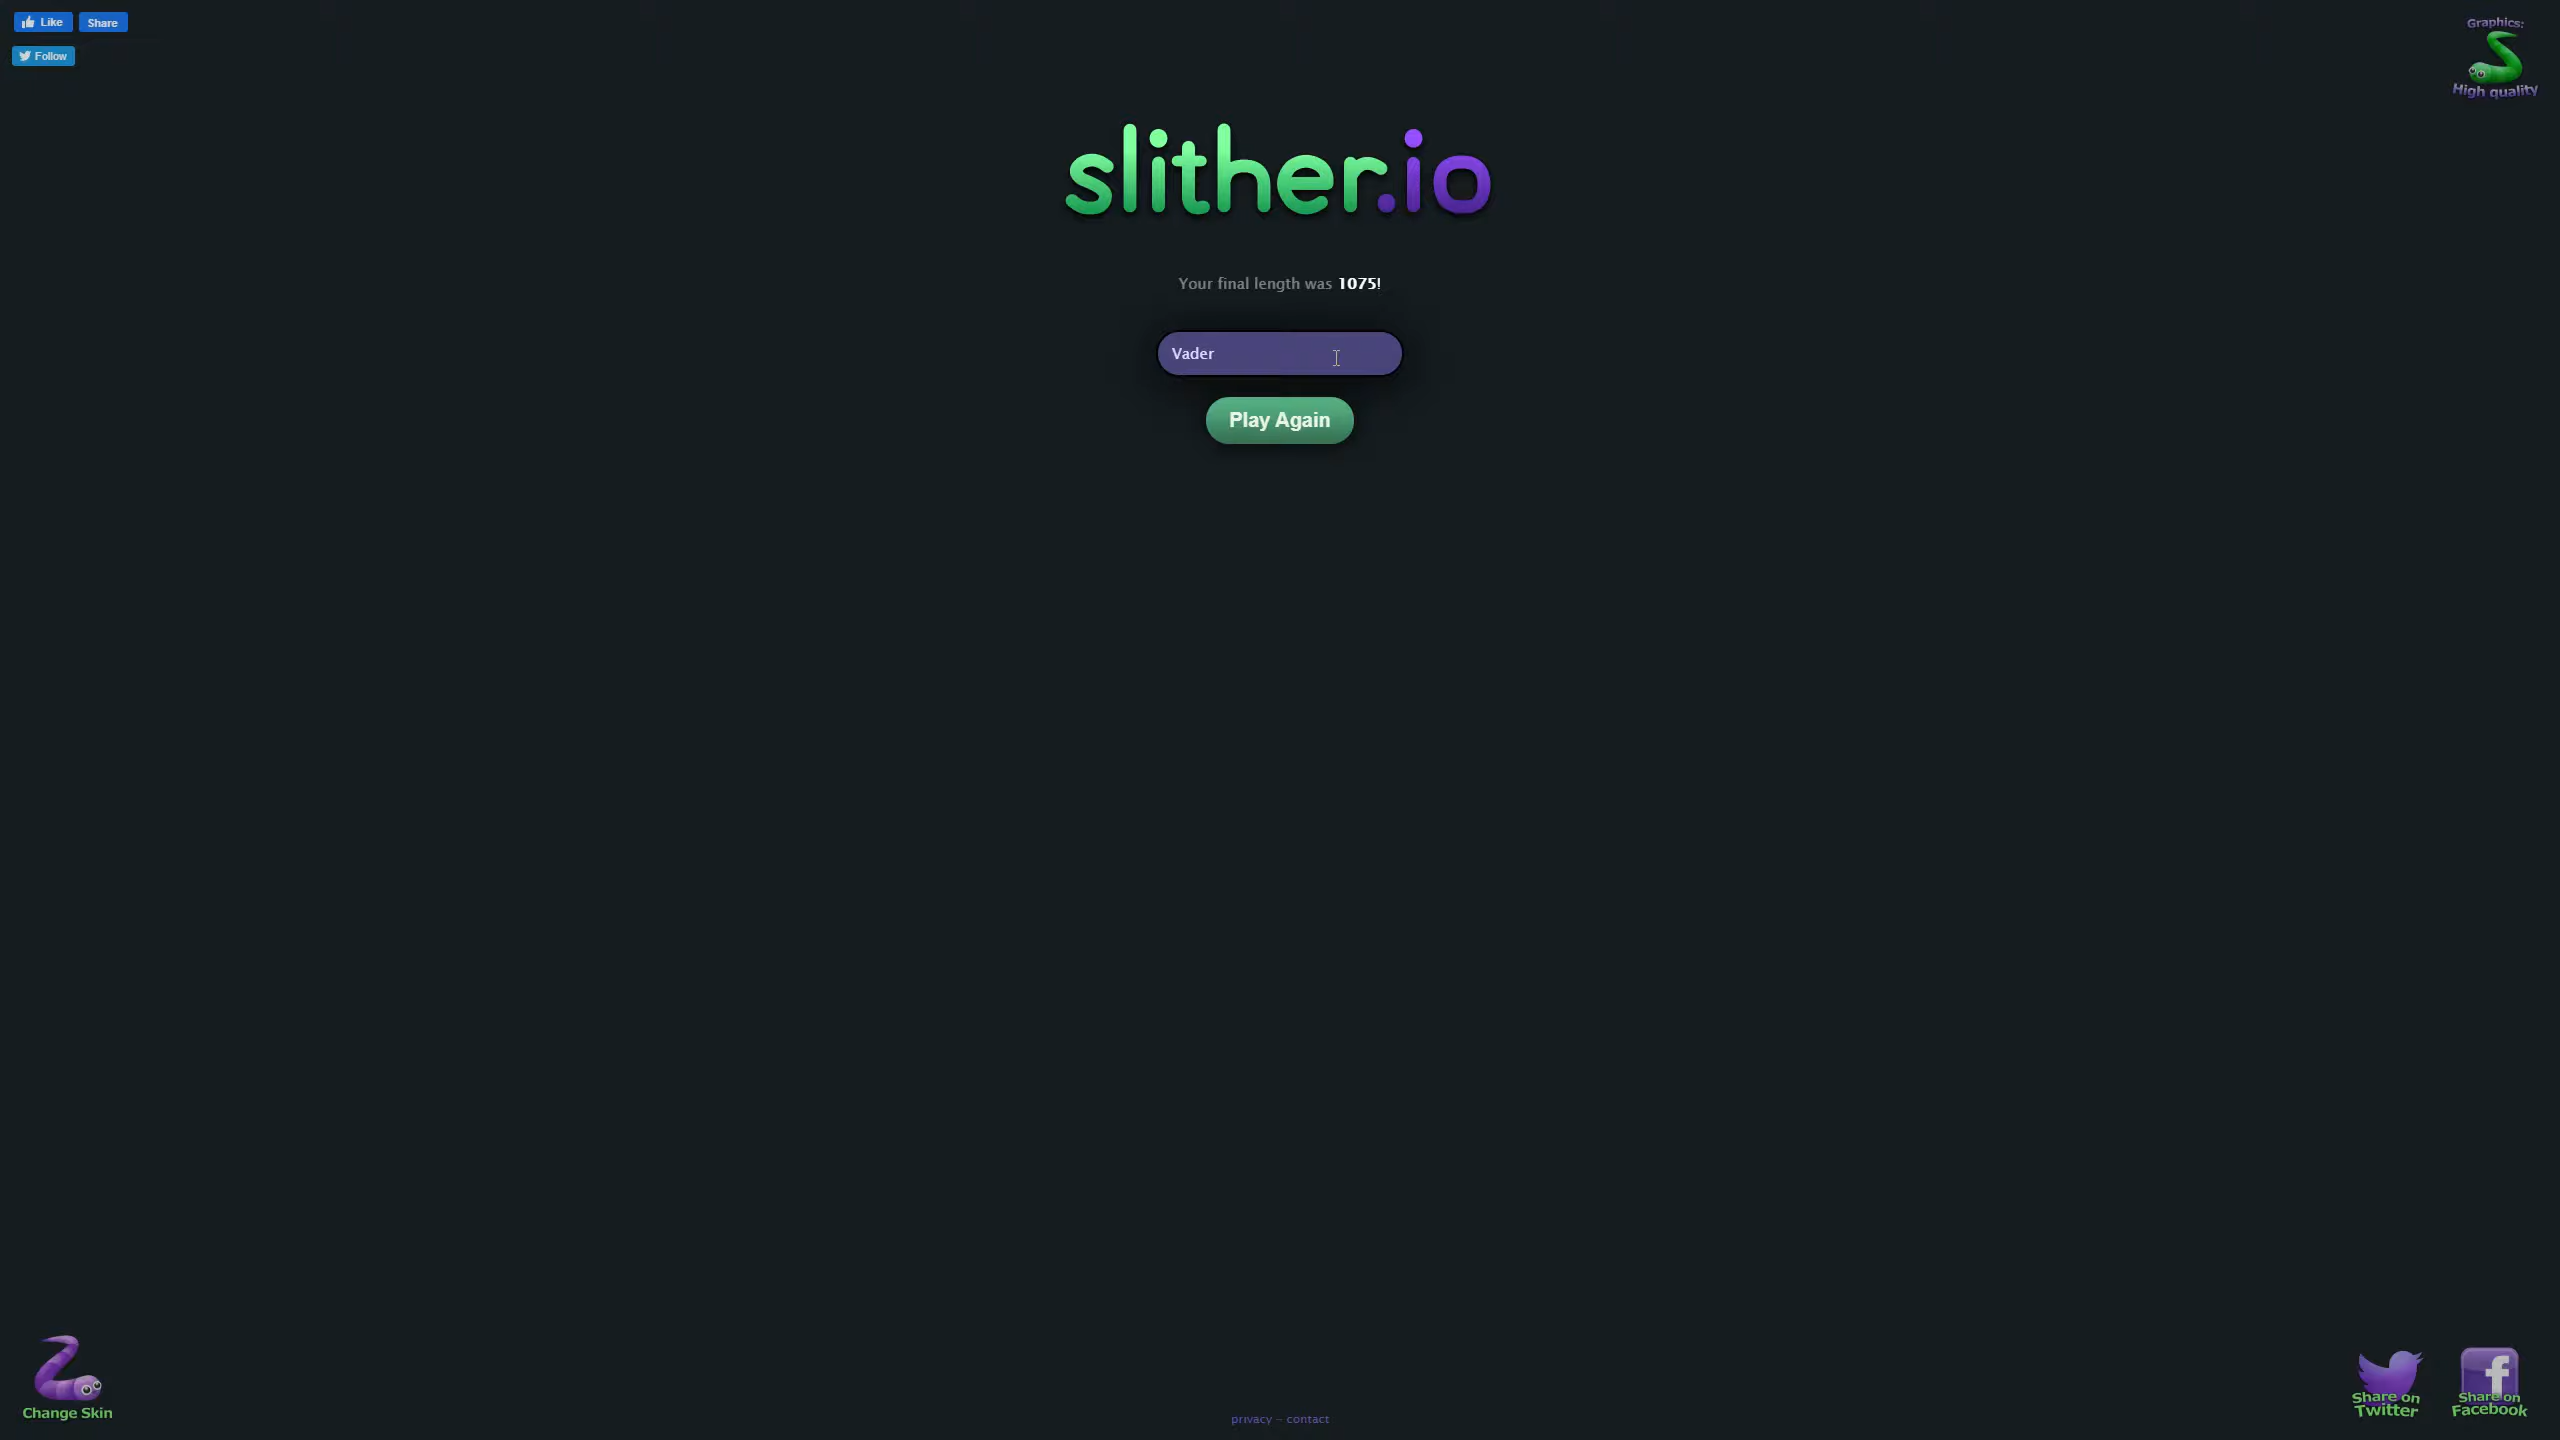 Like
Share
Follow
Graphics:
High quality
slither.io
Your final length was 1075!
Vader
Play Again
Change Skin
privacy - contact
Share on
Twitter
Share on
Facebook